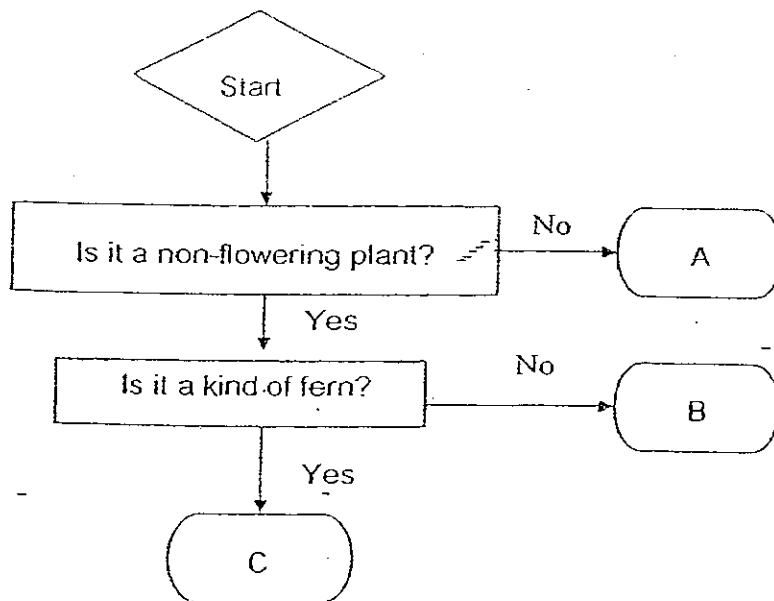 Start
Is it a non-flowering plant?
No
A
Yes
Is it a kind of fern?
No
B
Yes
C